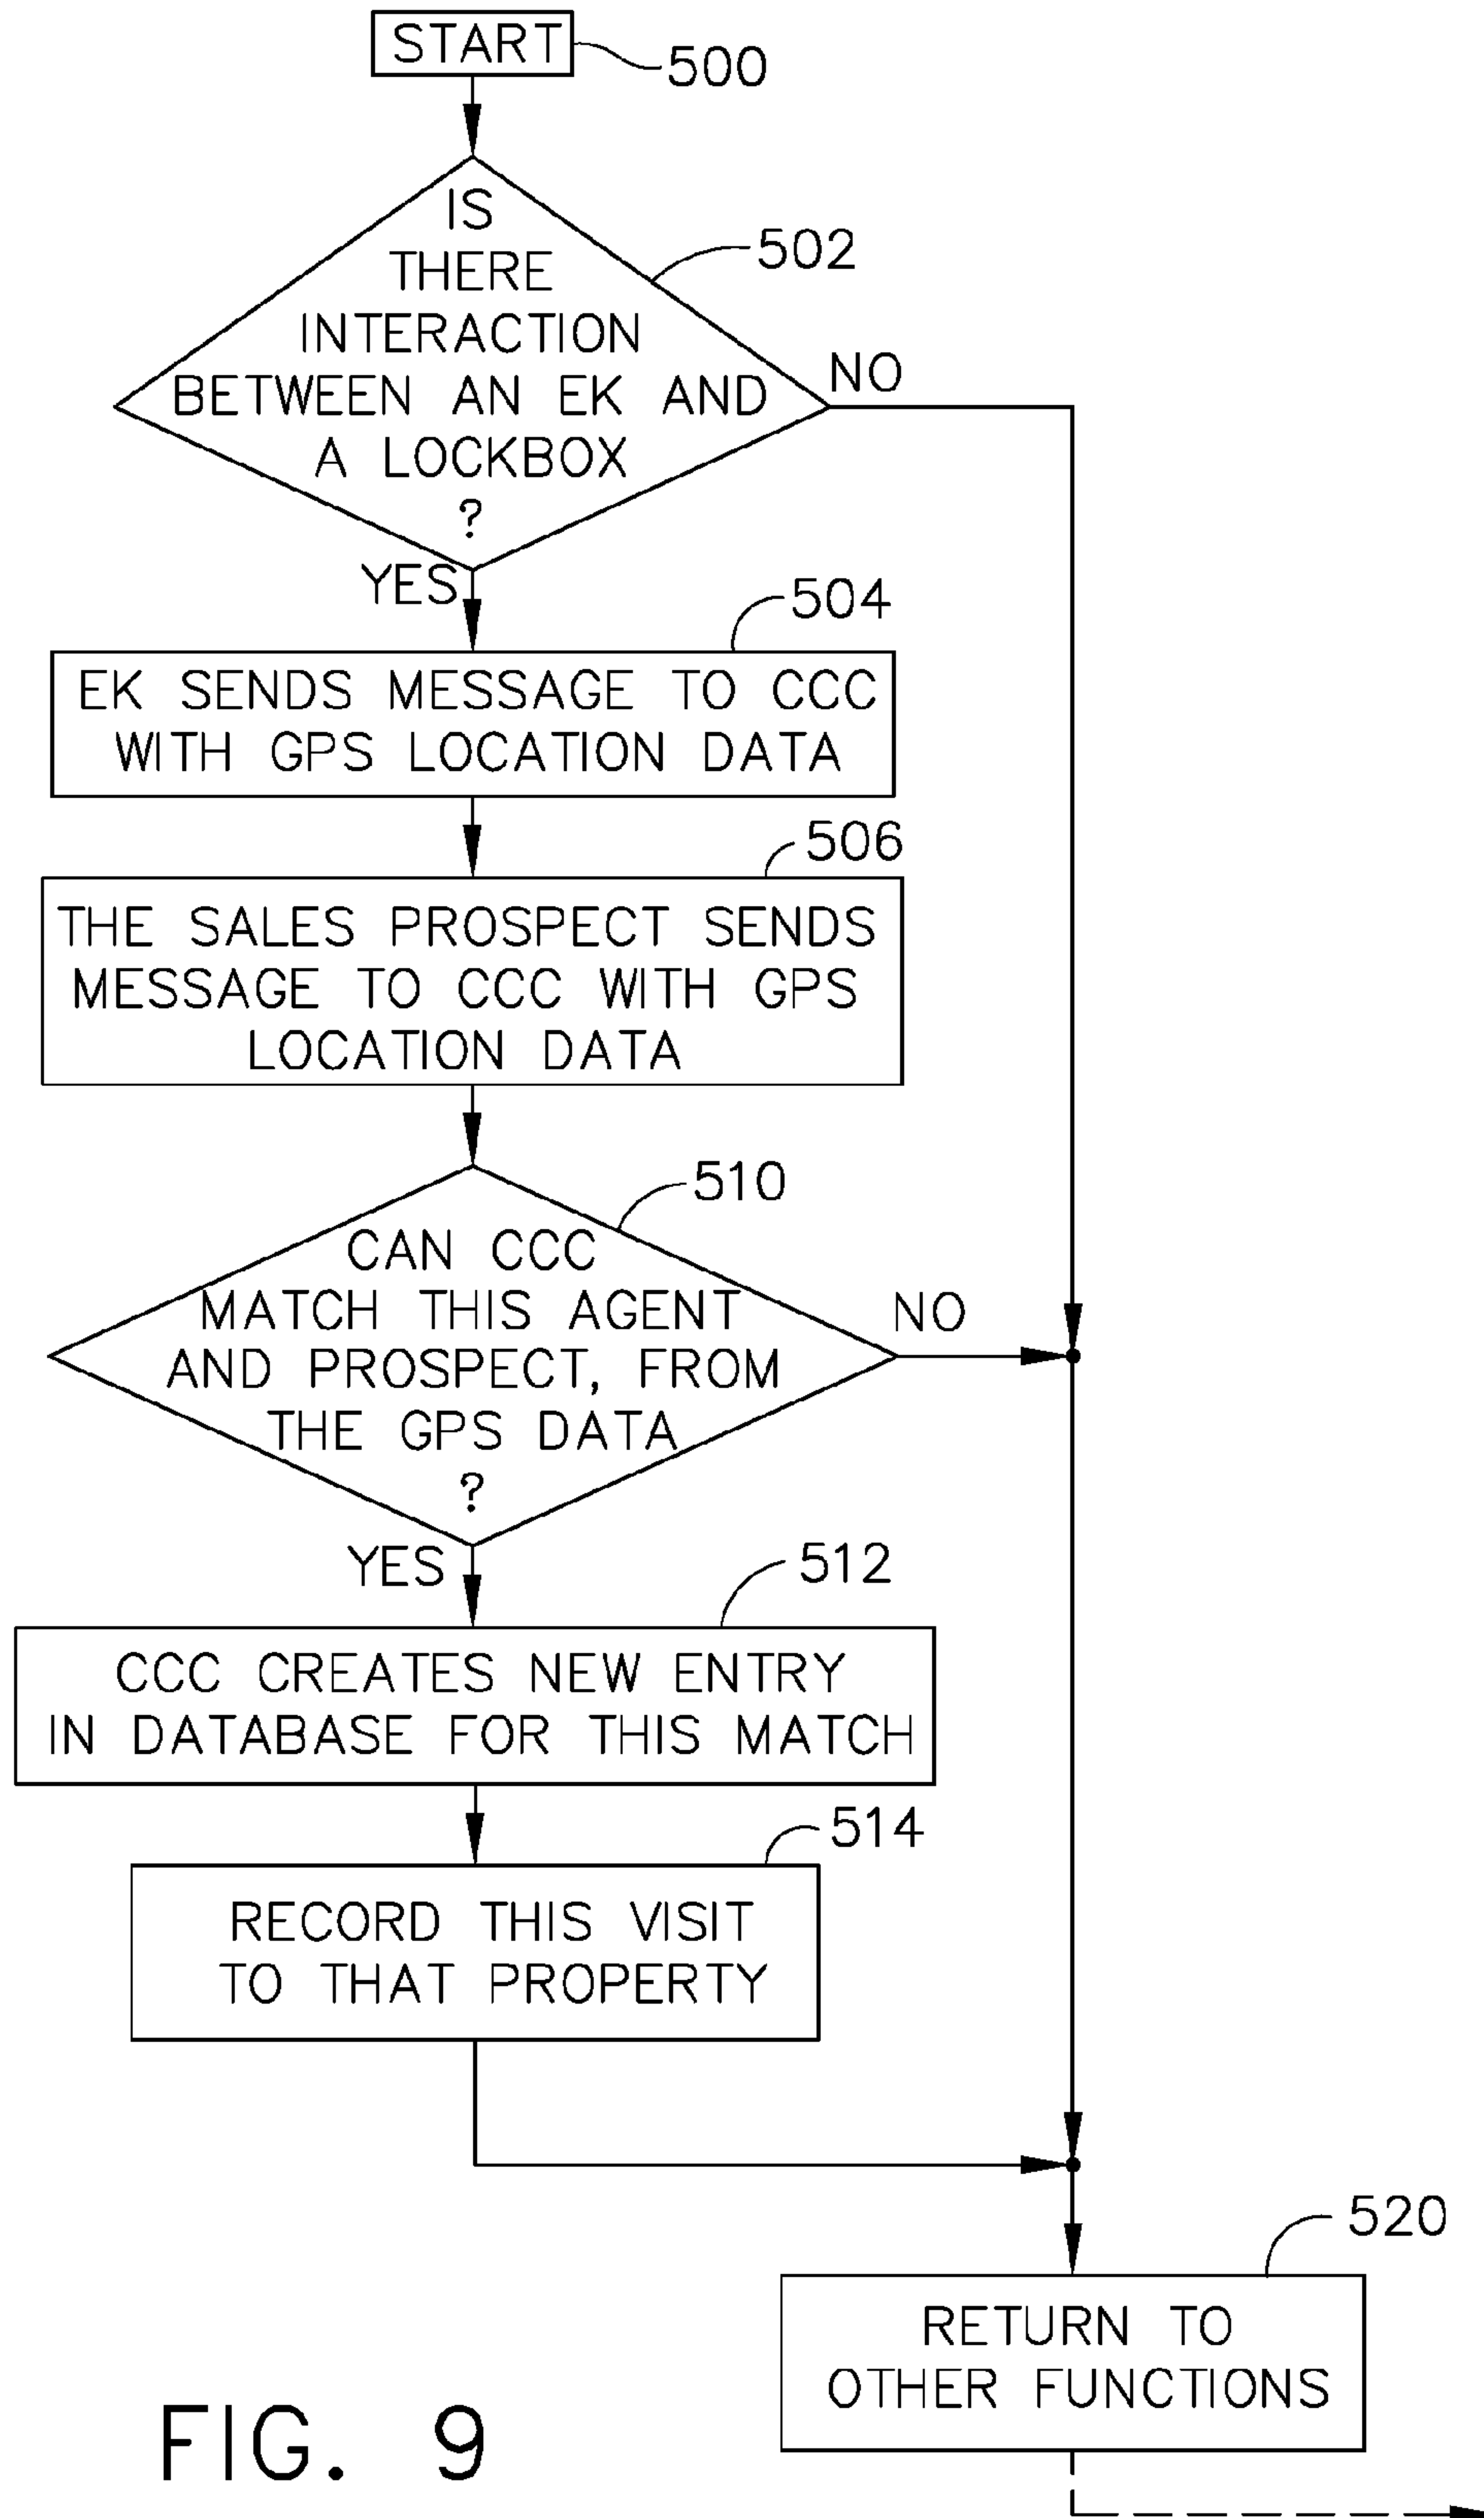 START
500
IS
THERE
INTERACTION
BETWEEN AN EK AND
A LOCKBOX
?
502
NO
YES
504
EK SENDS MESSAGE TO CCC
WITH GPS LOCATION DATA
506
THE SALES PROSPECT SENDS
MESSAGE TO CCC WITH GPS
LOCATION DATA
510
CAN CCC
MATCH THIS AGENT
AND PROSPECT, FROM
THE GPS DATA
?
NO
YES
512
CCC CREATES NEW ENTRY
IN DATABASE FOR THIS MATCH
514
RECORD THIS VISIT
TO THAT PROPERTY
520
RETURN TO
OTHER FUNCTIONS
FIG. 9